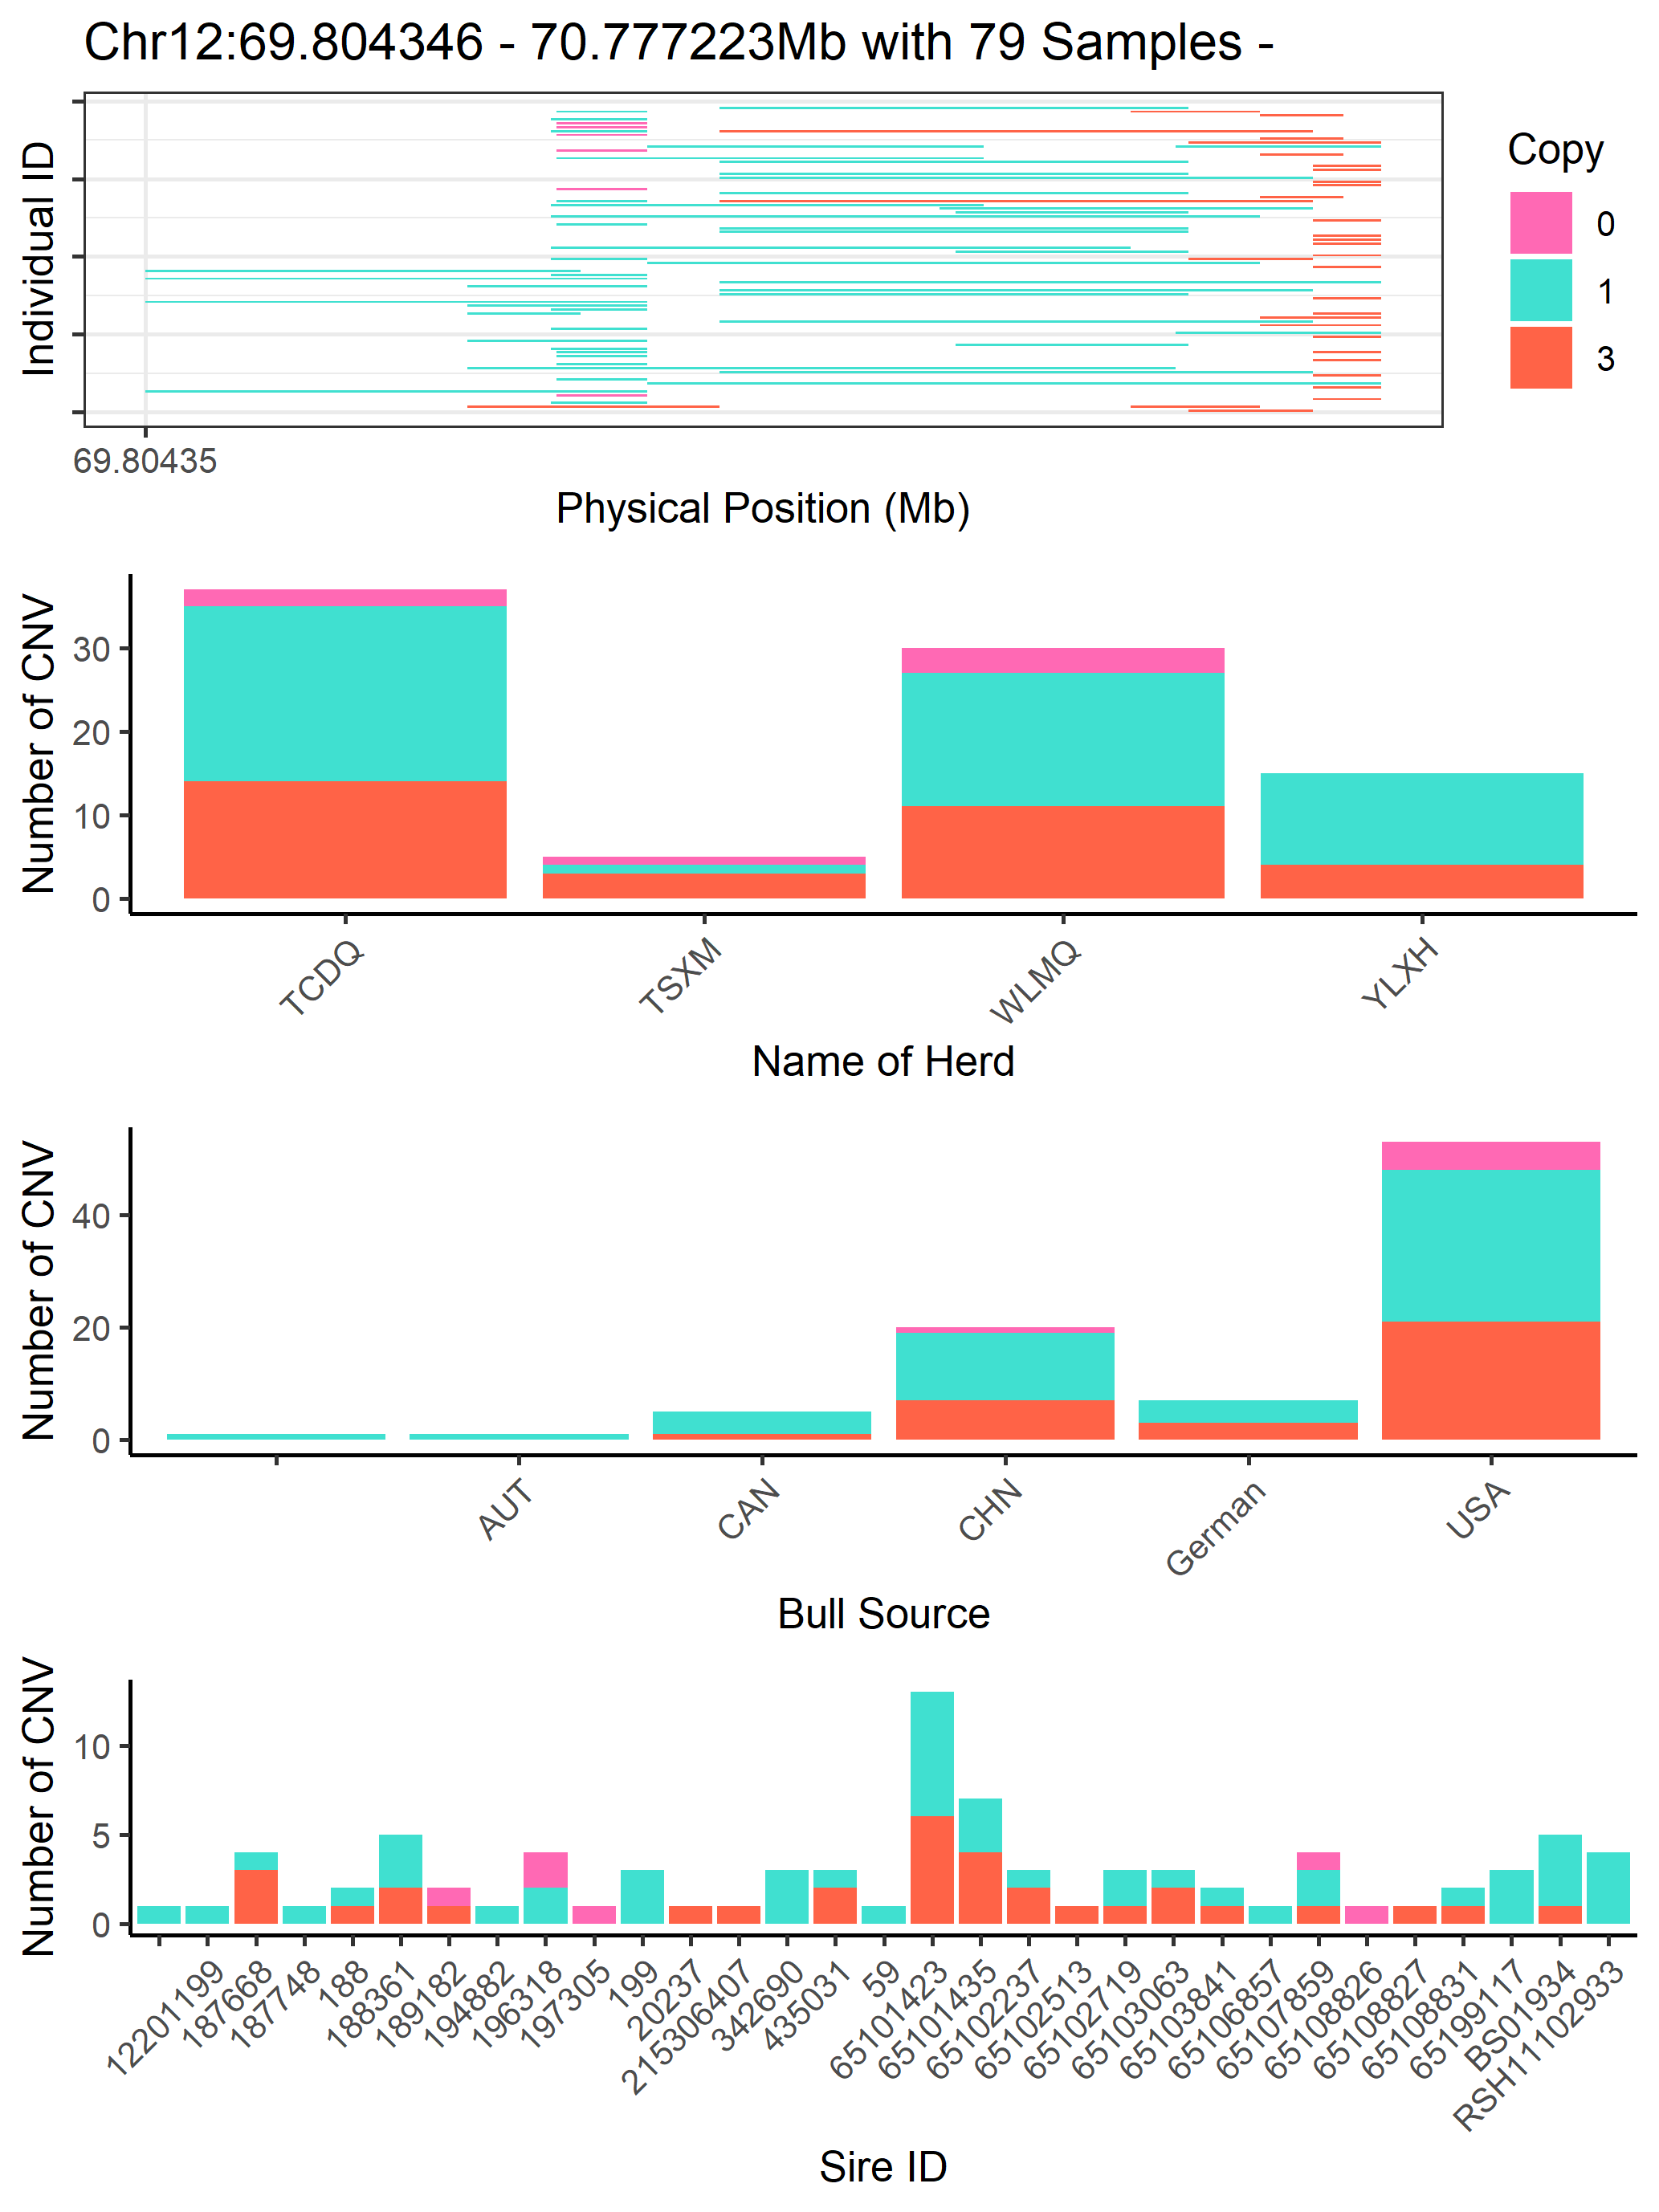 Chr12:69.804346 - 70.777223Mb with 79 Samples -
Individual ID
69.80435
Physical Position (Mb)
Copy
0
1
3
Number of CNV
30
20
10
0
TCDQ
TSXM
WLMQ
YLXH
Name of Herd
Number of CNV
40
20
0
AUT
CAN
CHN
German
USA
Bull Source
Number of CNV
10
5
0
12201199
187668
187748
188
188361
189182
194882
196318
197305
199
20237
215306407
342690
435031
59
65101423
65101435
65102237
65102513
65102719
65103063
65103841
65106857
65107859
65108826
65108827
65108831
65199117
BS01934
RSH11102933
Sire ID